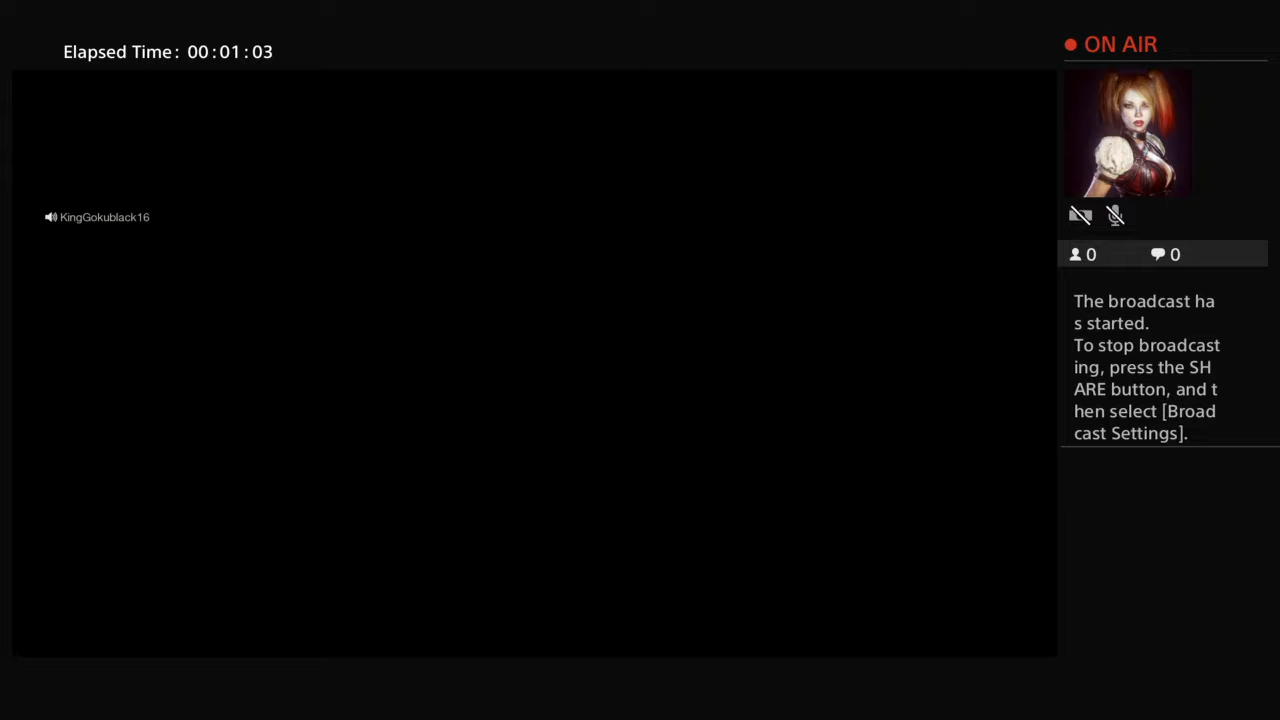 Elapsed Time: 00:01:03
ON AIR
KingGokublack16
0 0
The broadcast ha
s started.
To stop broadcast
ing, press the SH
ARE button, and t
hen select [Broad
cast Settings].